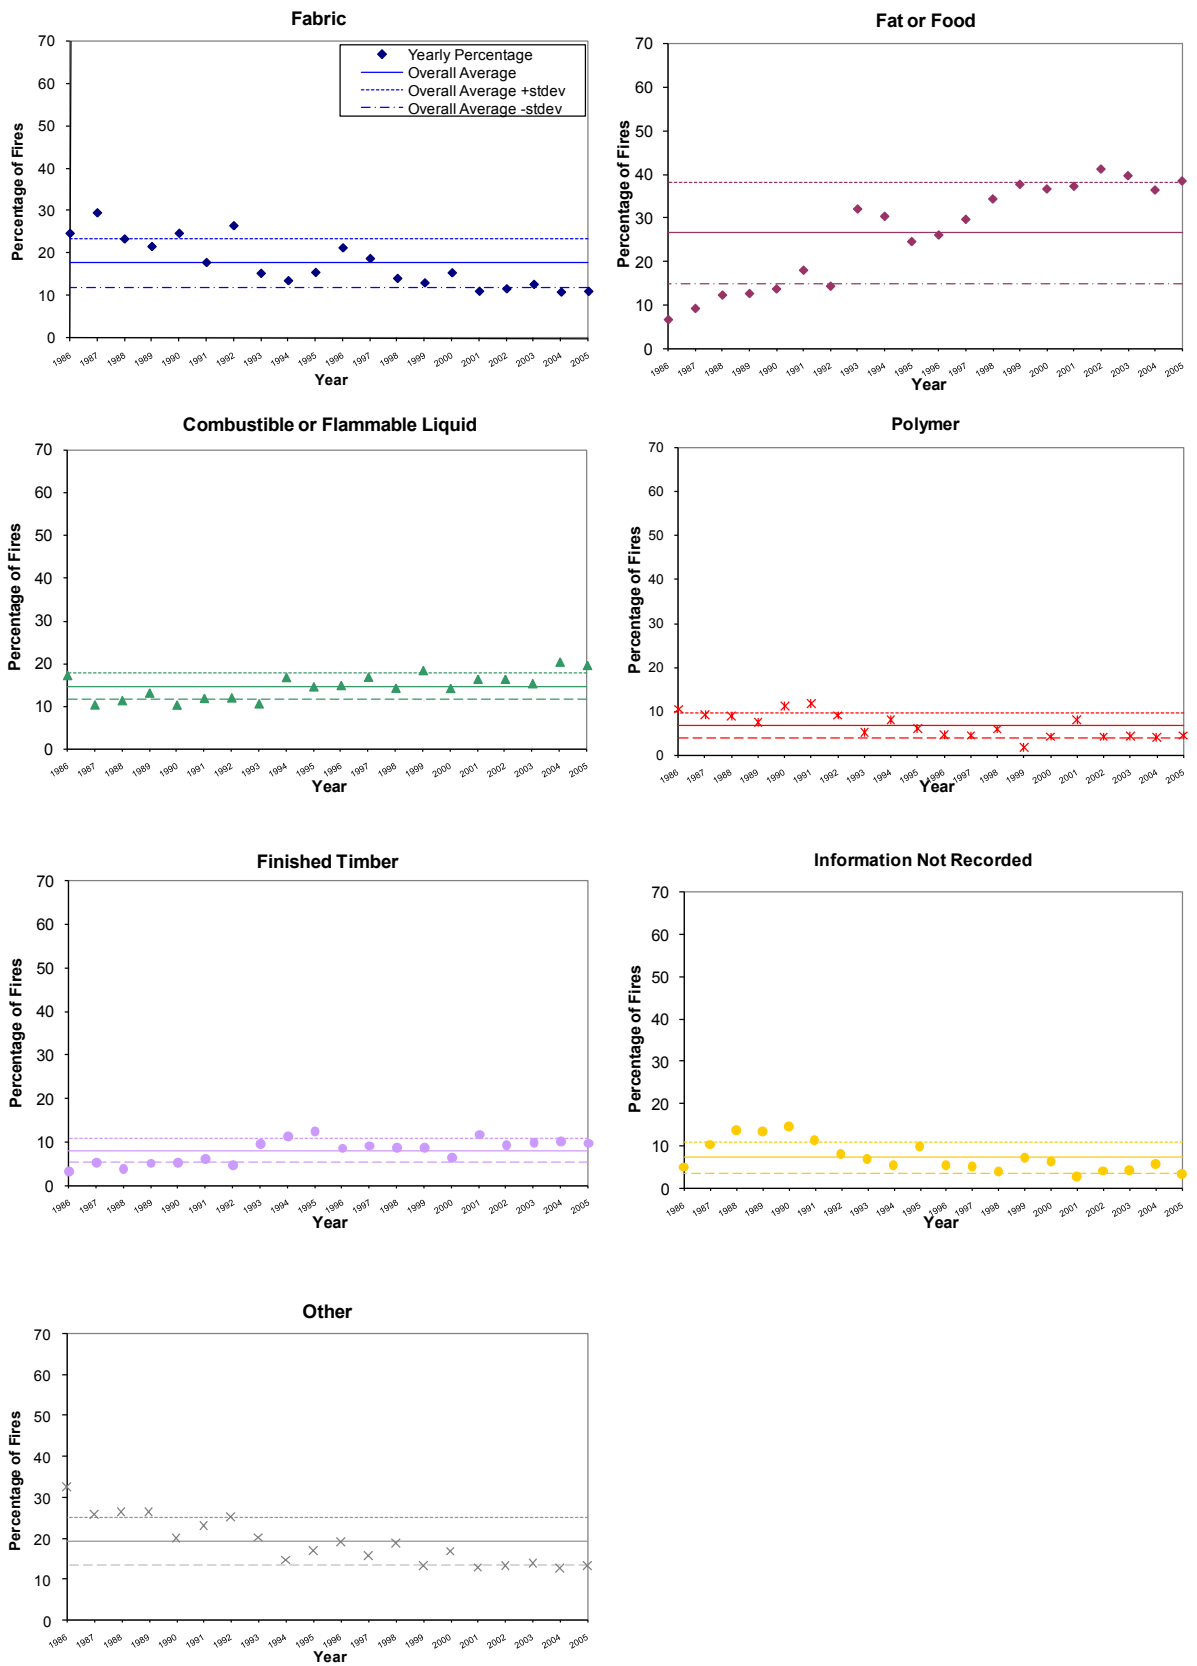 Fabric
70
60
50
40
30
20
10
0
Percentage of Fires
Yearly Percentage
Overall Average
Overall Average +stdev
Overall Average -stdev
1986 1987 1988 1989 1990 1991 1992 1993 1994 1995 1996 1997 1998 1999 2000 2001 2002 2003 2004 2005
Year
Fat or Food
70
60
50
40
30
20
10
0
Percentage of Fires
1986 1987 1988 1989 1990 1991 1992 1993 1994 1995 1996 1997 1998 1999 2000 2001 2002 2003 2004 2005
Year
Combustible or Flammable Liquid
70
60
50
40
30
20
10
0
Percentage of Fires
1986 1987 1988 1989 1990 1991 1992 1993 1994 1995 1996 1997 1998 1999 2000 2001 2002 2003 2004 2005
Year
Polymer
70
60
50
40
30
20
10
0
Percentage of Fires
1986 1987 1988 1989 1990 1991 1992 1993 1994 1995 1996 1997 1998 1999 2000 2001 2002 2003 2004 2005
Year
Finished Timber
70
60
50
40
30
20
10
0
Percentage of Fires
1986 1987 1988 1989 1990 1991 1992 1993 1994 1995 1996 1997 1998 1999 2000 2001 2002 2003 2004 2005
Year
Information Not Recorded
70
60
50
40
30
20
10
0
Percentage of Fires
1986 1987 1988 1989 1990 1991 1992 1993 1994 1995 1996 1997 1998 1999 2000 2001 2002 2003 2004 2005
Year
Other
70
60
50
40
30
20
10
0
Percentage of Fires
1986 1987 1988 1989 1990 1991 1992 1993 1994 1995 1996 1997 1998 1999 2000 2001 2002 2003 2004 2005
Year